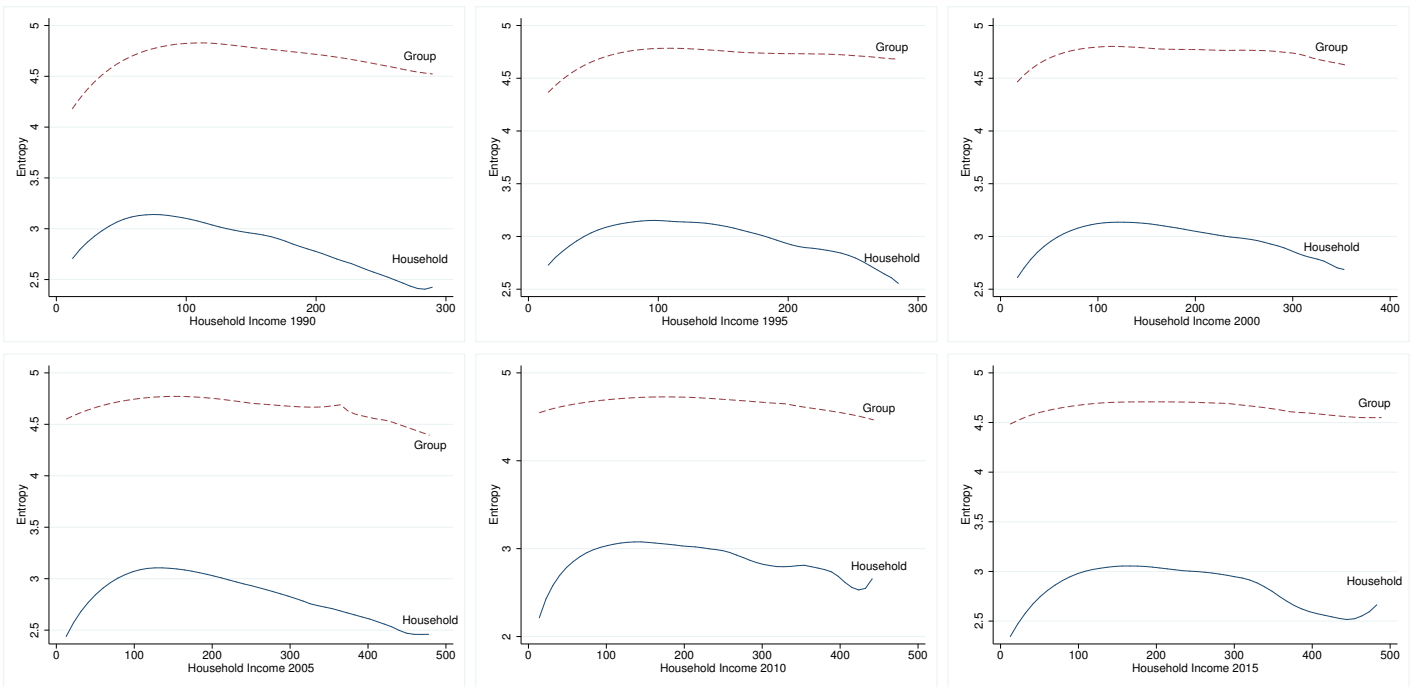 5
4.5
4
3.5
3
2.5
Entropy
Group
Household
0 100 200 300
Household Income 1990
5
4.5
4
3.5
3
2.5
Entropy
Group
Household
0 100 200 300
Household Income 1995
5
4.5
4
3.5
3
2.5
Entropy
Group
Household
0 100 200 300 400
Household Income 2000
5
4.5
4
3.5
3
2.5
Entropy
Group
Household
0 100 200 300 400 500
Household Income 2005
5
4
3
2
Entropy
Group
Household
0 100 200 300 400 500
Household Income 2010
5
4.5
4
3.5
3
2.5
Entropy
Group
Household
0 100 200 300 400 500
Household Income 2015